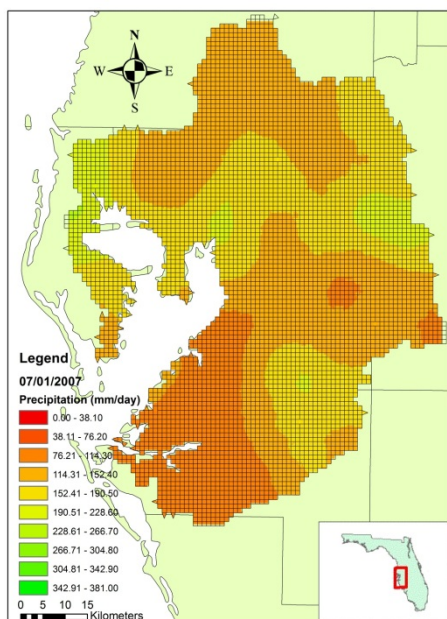 N
W E
S
Legend
07/01/2007
Precipitation (mm/day)
0.00 - 38.10
38.11 - 76.20
76.21 - 114.30
114.31 - 152.40
152.41 - 190.50
190.51 - 228.60
228.61 - 266.70
266.71 - 304.80
304.81 - 342.90
342.91 - 381.00
0 5 10 15
Kilometers